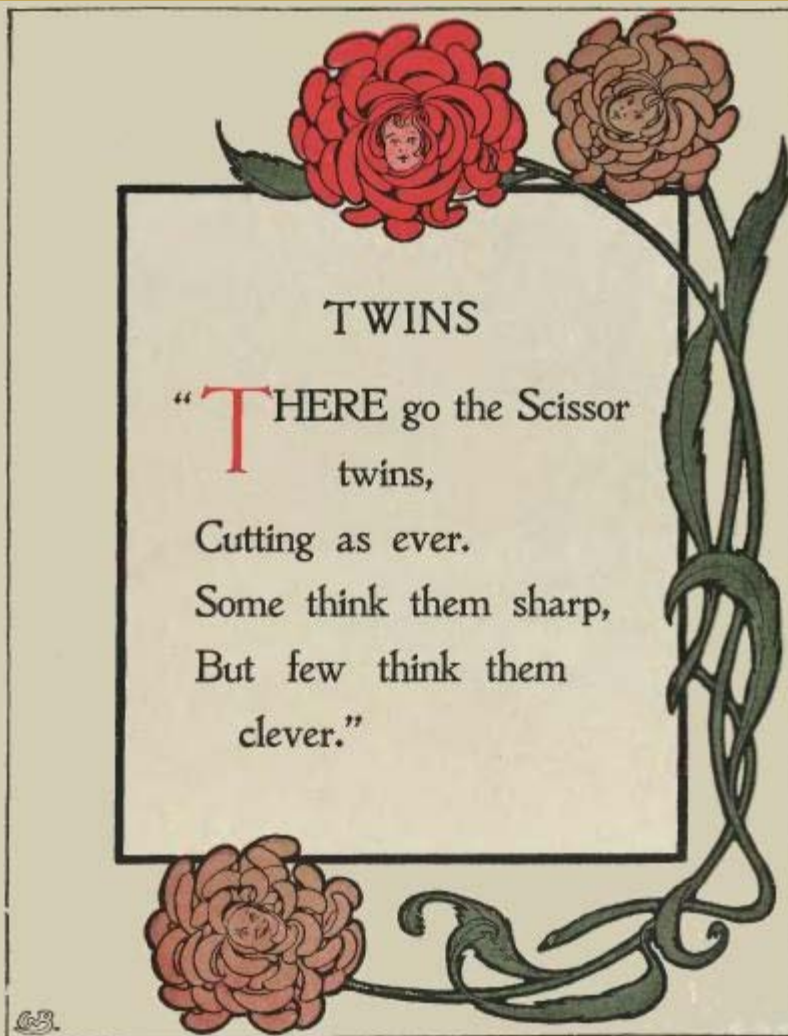 TWINS
“THERE go the Scissor
twins,
Cutting as ever.
Some think them sharp,
But few think them
clever.”